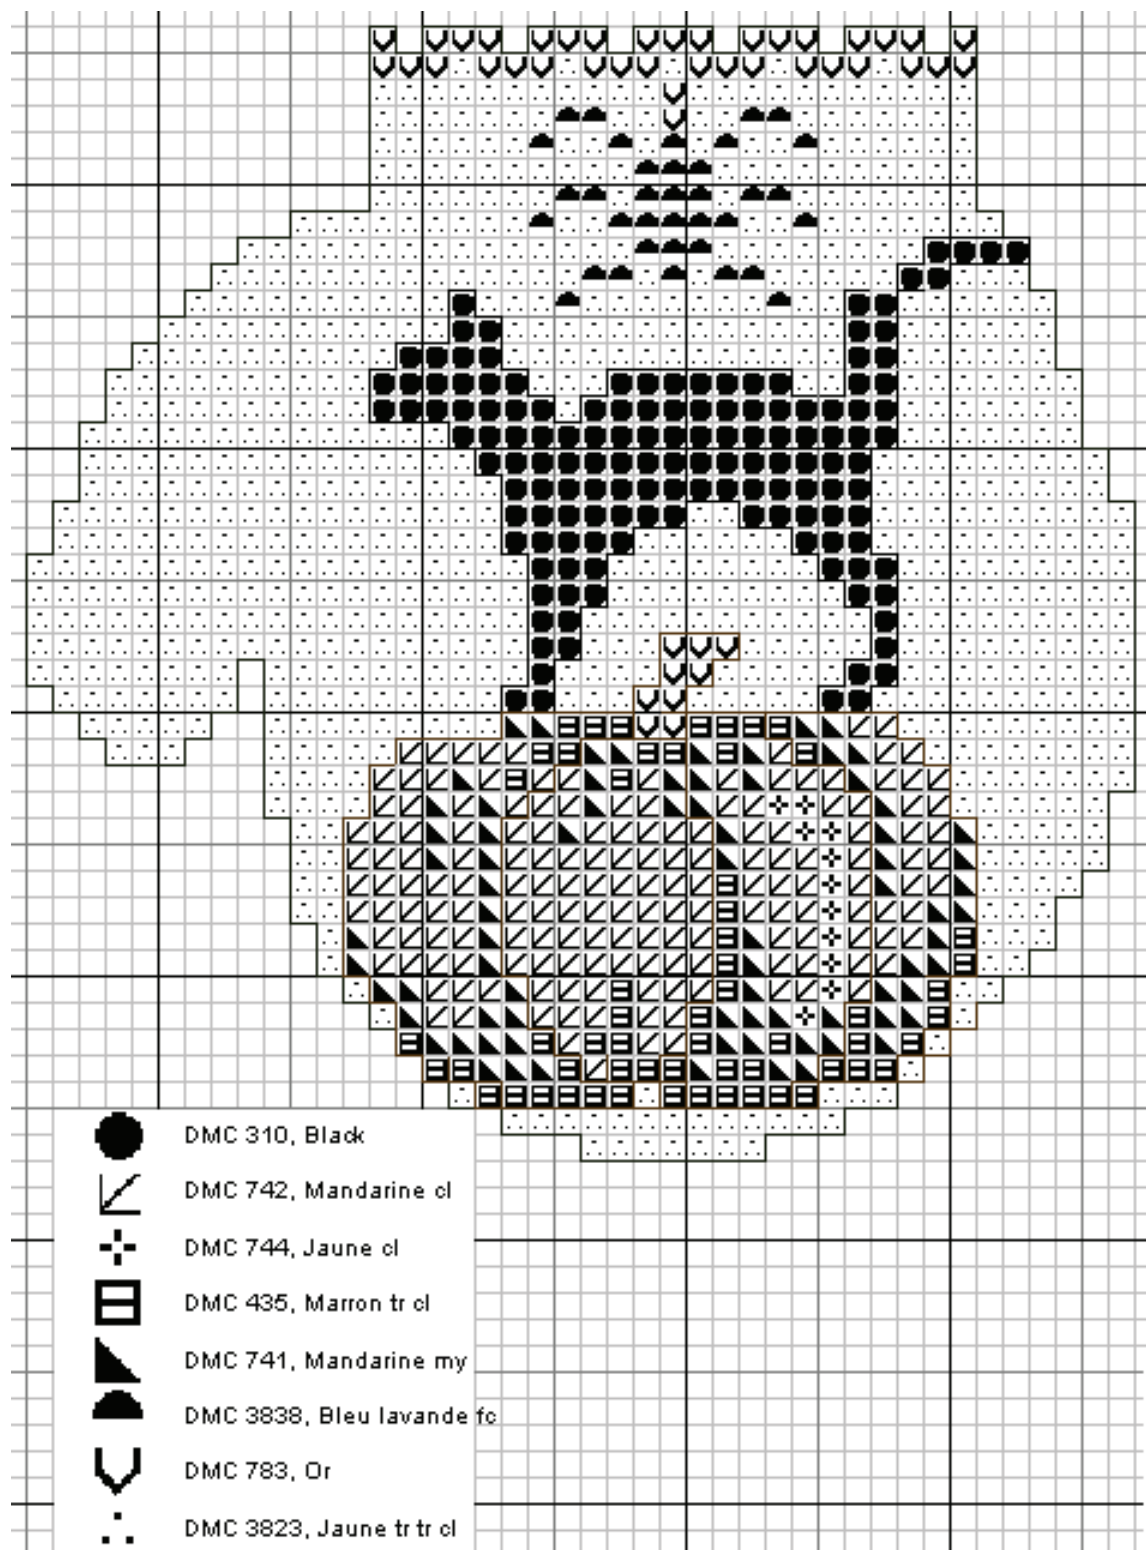 DMC 310, Black
DMC 742, Mandarine cl
DMC 744, Jaune cl
DMC 435, Marron tr cl
DMC 741, Mandarine my
DMC 3838, Bleu lavande fc
DMC 783, Or
DMC 3823, Jaune tr tr cl